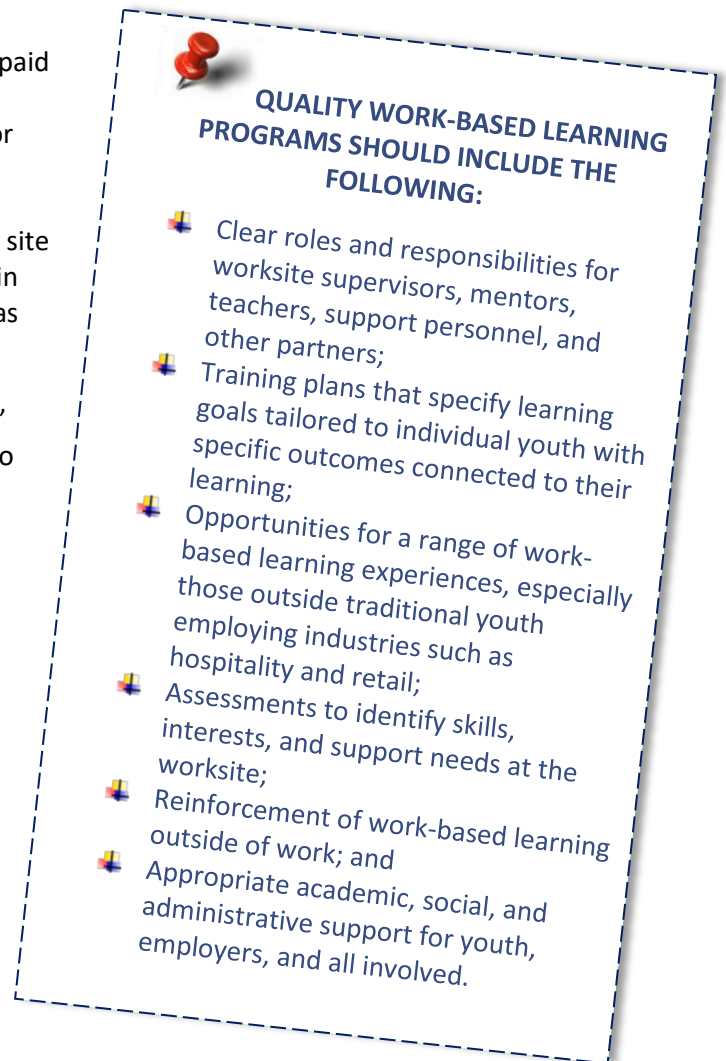 paid
or
site
in
as
,
o
QUALITY WORK-BASED LEARNING
PROGRAMS SHOULD INCLUDE THE
FOLLOWING:
Clear roles and responsibilities for
worksite supervisors, mentors,
teachers, support personnel, and
other partners;
Training plans that specify learning
goals tailored to individual youth with
specific outcomes connected to their
learning;
Opportunities for a range of work-
based learning experiences, especially
those outside traditional youth
employing industries such as
hospitality and retail;
Assessments to identify skills,
interests, and support needs at the
worksite;
Reinforcement of work-based learning
outside of work; and
Appropriate academic, social, and
administrative support for youth,
employers, and all involved.